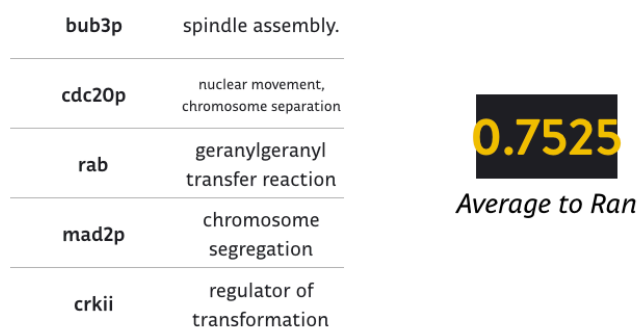 bub3p spindle assembly.
cdc20p nuclear movement,
chromosome separation
rab geranylgeranyl
transfer reaction
mad2p chromosome
segregation
crkii regulator of
transformation
0.7525
Average to Ran